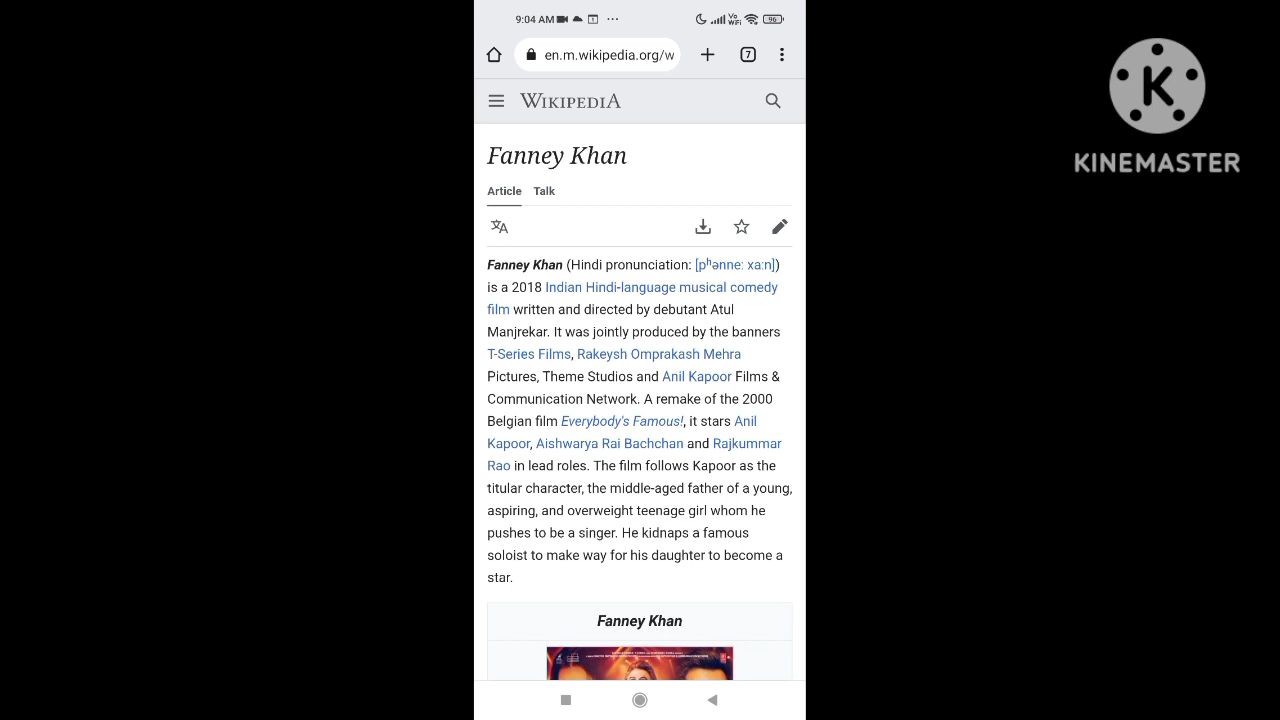 9:04 AM
Vo
WiFi
96
en.m.wikipedia.org/w
7
WIKIPEDIA
K
KINEMASTER
Fanney Khan
Article Talk
Fanney Khan (Hindi pronunciation: [pʰənneː xaːn])
is a 2018 Indian Hindi-language musical comedy
film written and directed by debutant Atul
Manjrekar. It was jointly produced by the banners
T-Series Films, Rakeysh Omprakash Mehra
Pictures, Theme Studios and Anil Kapoor Films &
Communication Network. A remake of the 2000
Belgian film Everybody's Famous!, it stars Anil
Kapoor, Aishwarya Rai Bachchan and Rajkummar
Rao in lead roles. The film follows Kapoor as the
titular character, the middle-aged father of a young,
aspiring, and overweight teenage girl whom he
pushes to be a singer. He kidnaps a famous
soloist to make way for his daughter to become a
star.
Fanney Khan